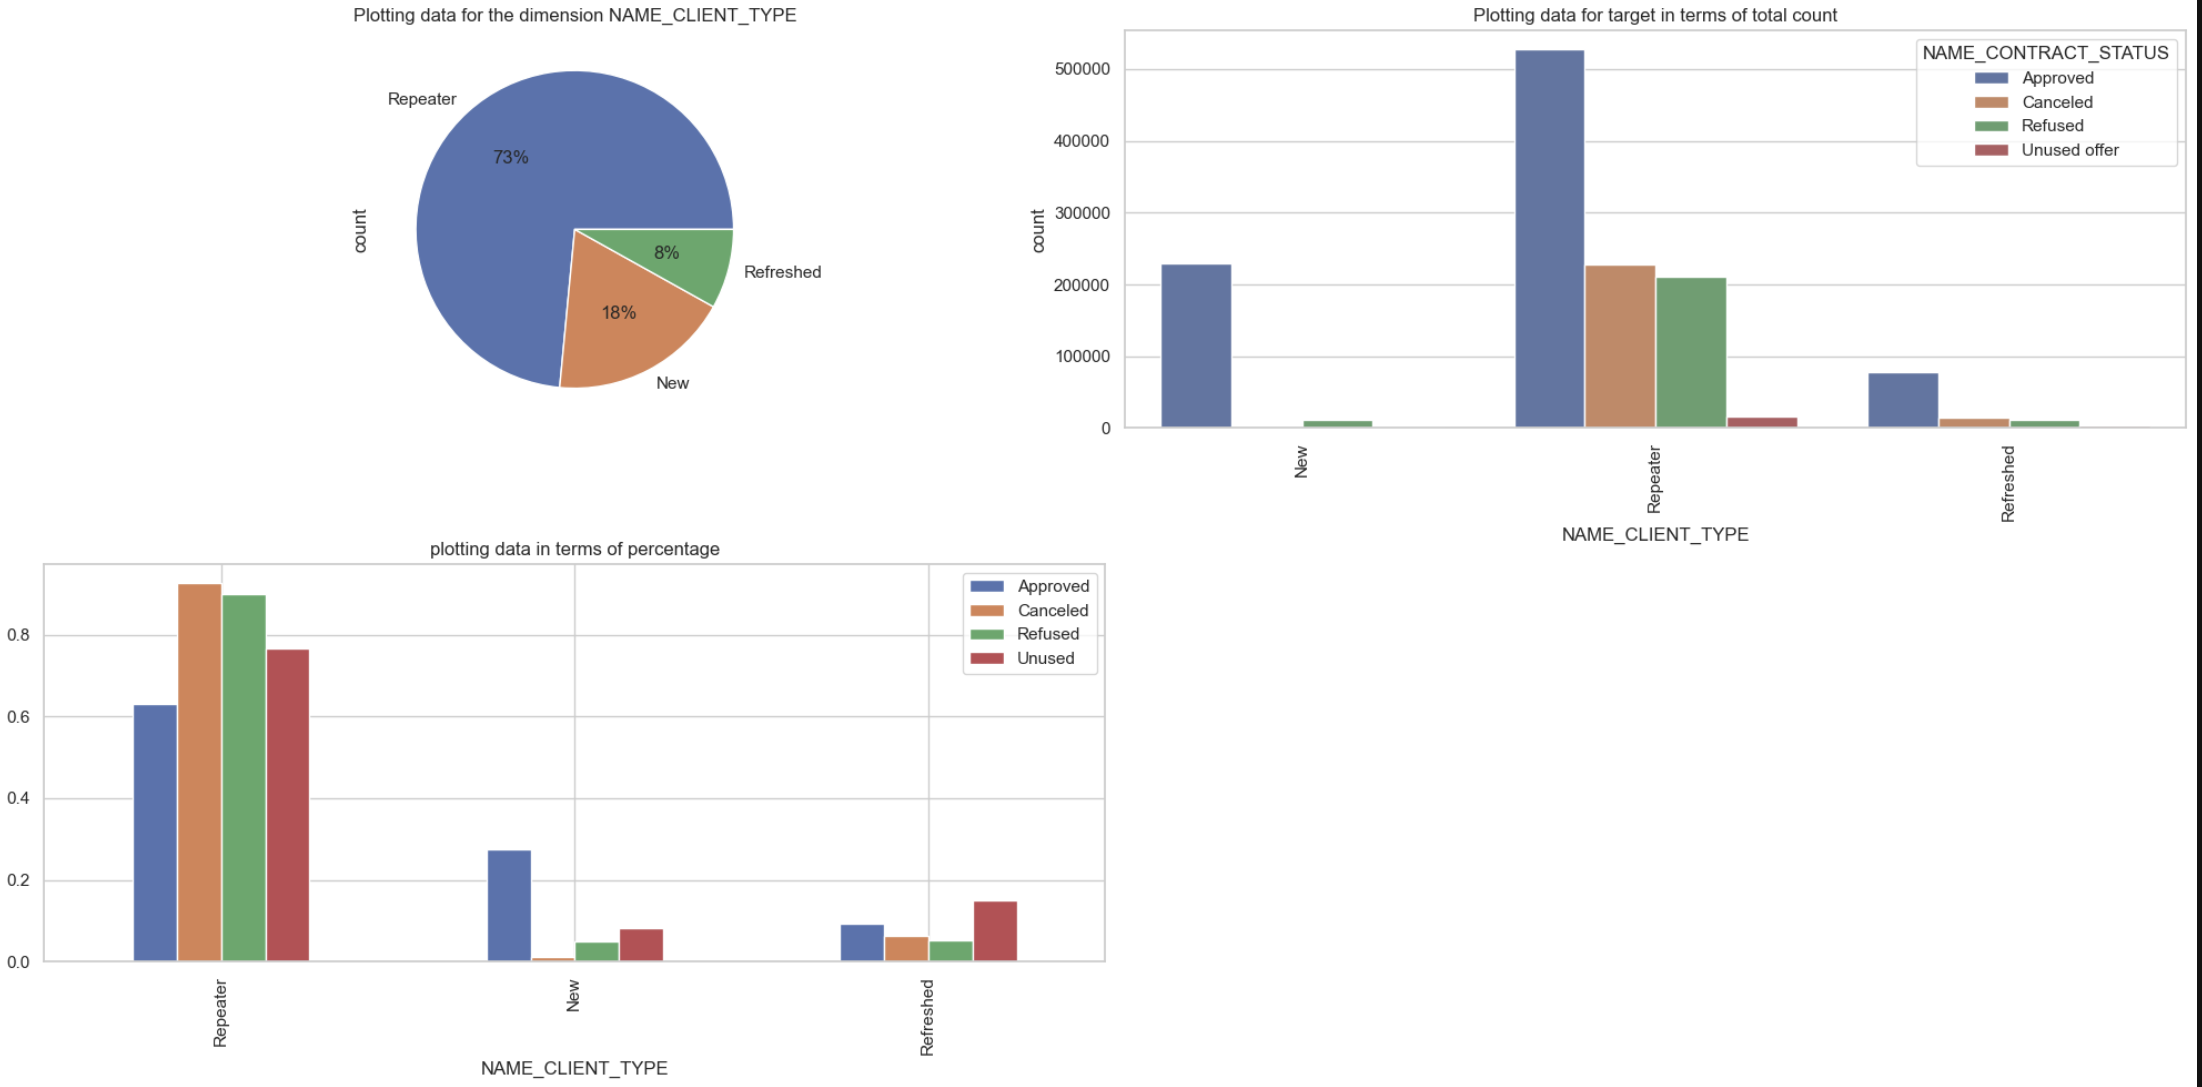 Plotting data for the dimension NAME_CLIENT_TYPE
Repeater
73%
count
8%
Refreshed
18%
New
Plotting data for target in terms of total count
NAME_CONTRACT_STATUS
Approved
Canceled
Refused
Unused offer
500000
400000
300000
200000
100000
0
count
New
Repeater
Refreshed
NAME_CLIENT_TYPE
plotting data in terms of percentage
Approved
Canceled
Refused
Unused
0.8
0.6
0.4
0.2
0.0
Repeater
New
Refreshed
NAME_CLIENT_TYPE